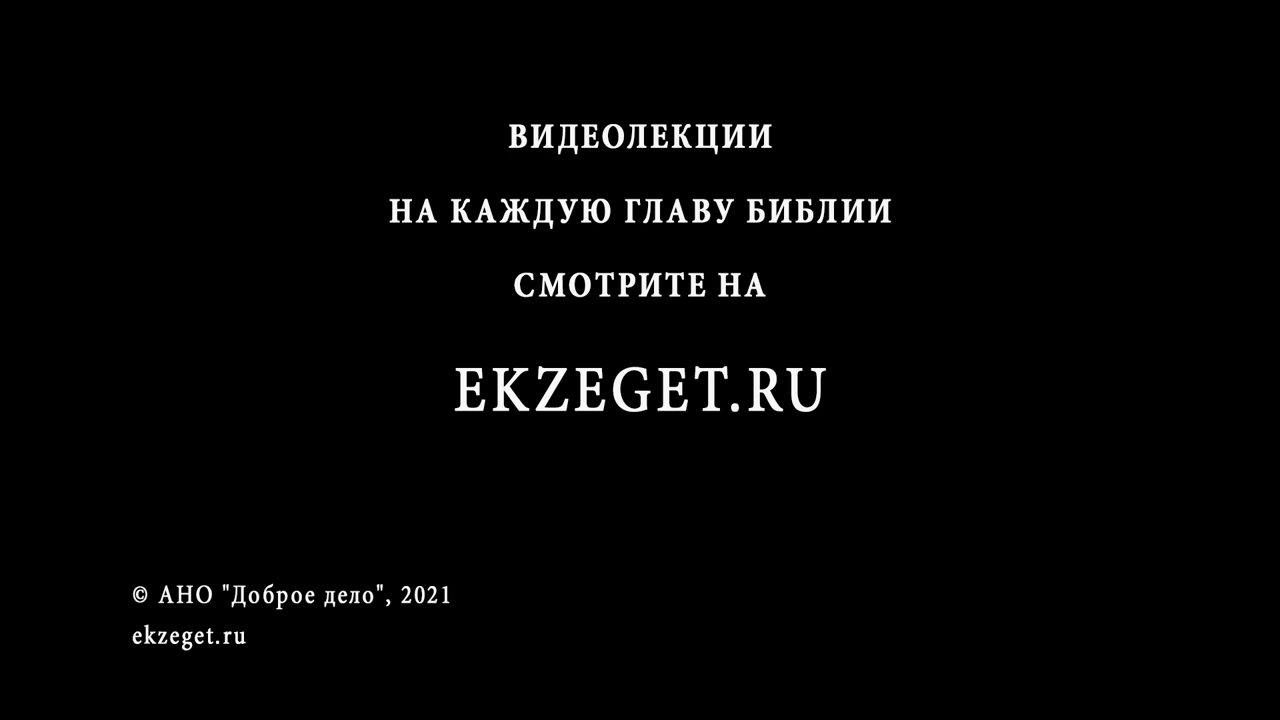 ВИДЕОЛЕКЦИИ
НА КАЖДУЮ ГЛАВУ БИБЛИИ
СМОТРИТЕ НА
EKZEGET.RU
© АНО "Доброе дело", 2021
ekzeget.ru